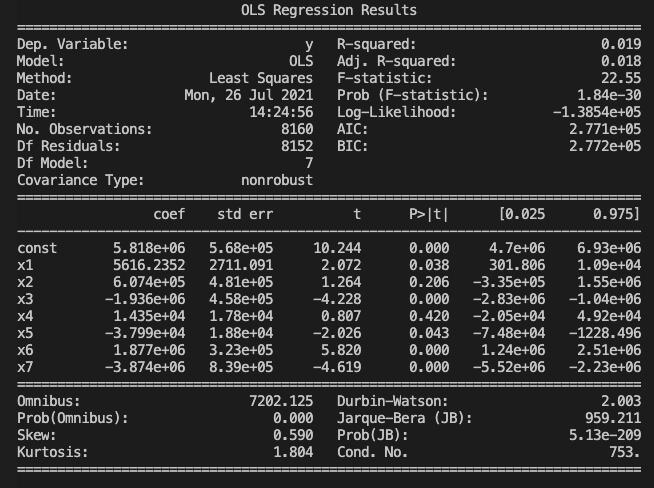 OLS Regression Results
==============================================================================
Dep. Variable:                      y   R-squared:                       0.019
Model:                            OLS   Adj. R-squared:                  0.018
Method:                 Least Squares   F-statistic:                     22.55
Date:                Mon, 26 Jul 2021   Prob (F-statistic):           1.84e-30
Time:                        14:24:56   Log-Likelihood:            -1.3854e+05
No. Observations:                8160   AIC:                         2.771e+05
Df Residuals:                    8152   BIC:                         2.772e+05
Df Model:                           7
Covariance Type:            nonrobust
==============================================================================
                 coef    std err          t      P>|t|      [0.025      0.975]
------------------------------------------------------------------------------
const       5.818e+06   5.68e+05     10.244      0.000     4.7e+06    6.93e+06
x1          5616.2352   2711.091      2.072      0.038     301.806    1.09e+04
x2          6.074e+05   4.81e+05      1.264      0.206   -3.35e+05    1.55e+06
x3         -1.936e+06   4.58e+05     -4.228      0.000   -2.83e+06   -1.04e+06
x4          1.435e+04   1.78e+04      0.807      0.420   -2.05e+04    4.92e+04
x5         -3.799e+04   1.88e+04     -2.026      0.043   -7.48e+04   -1228.496
x6          1.877e+06   3.23e+05      5.820      0.000    1.24e+06    2.51e+06
x7         -3.874e+06   8.39e+05     -4.619      0.000   -5.52e+06   -2.23e+06
==============================================================================
Omnibus:                     7202.125   Durbin-Watson:                   2.003
Prob(Omnibus):                  0.000   Jarque-Bera (JB):              959.211
Skew:                           0.590   Prob(JB):                    5.13e-209
Kurtosis:                       1.804   Cond. No.                         753.
==============================================================================